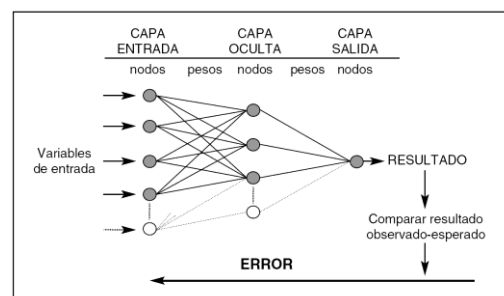 CAPA ENTRADA
CAPA OCULTA
CAPA SALIDA
nodos
pesos
nodos
pesos
nodos
Variables
de entrada
RESULTADO
Comparar resultado
observado-esperado
ERROR